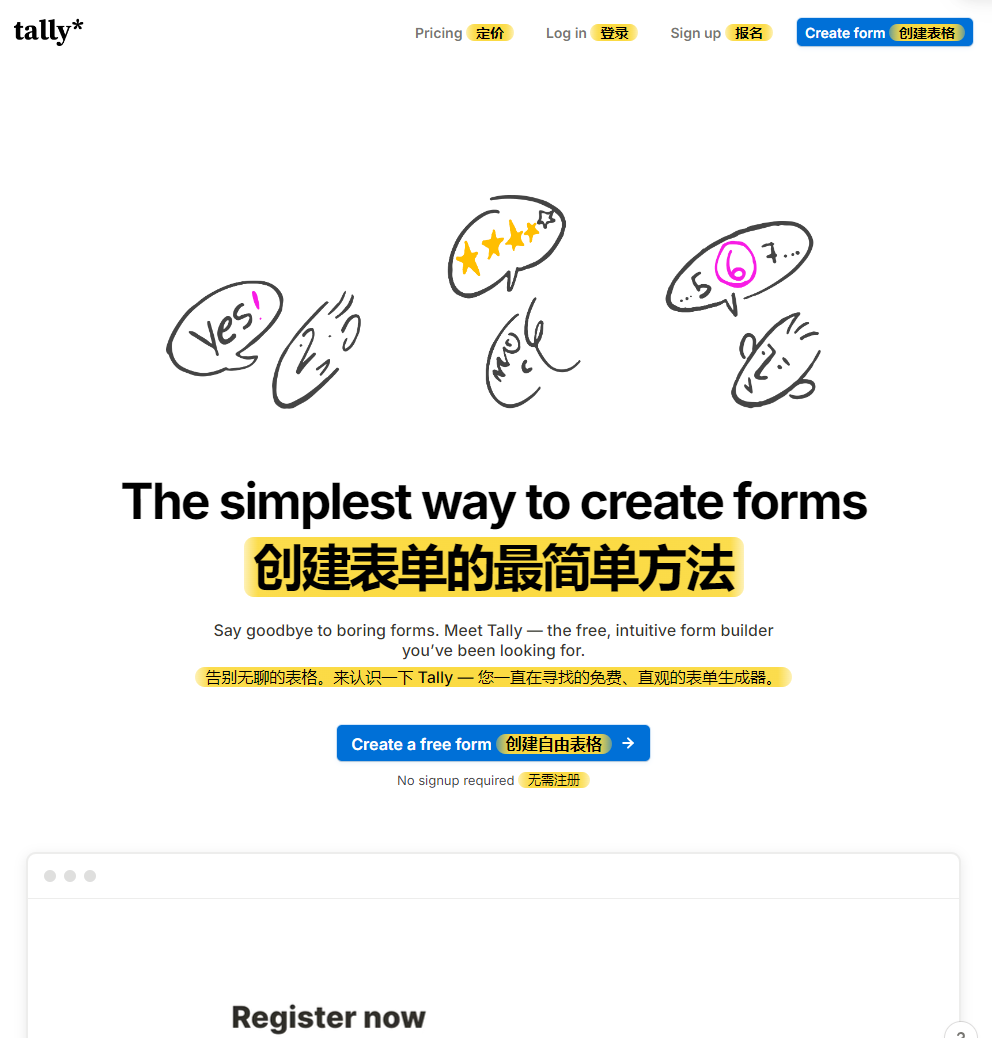 tally*
Pricing 定价 Log in 登录 Sign up 报名 Create form 创建表格
yes!
...5 6 7...
The simplest way to create forms
创建表单的最简单方法
Say goodbye to boring forms. Meet Tally — the free, intuitive form builder
you’ve been looking for.
告别无聊的表格。来认识一下 Tally — 您一直在寻找的免费、直观的表单生成器。
Create a free form 创建自由表格 →
No signup required 无需注册
Register now
?